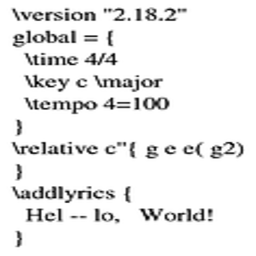 \version "2.18.2"
global = {
\time 4/4
\key c \major
\tempo 4=100
}
\relative c''{ g e e( g2)
}
\addlyrics {
Hel -- lo, World!
}